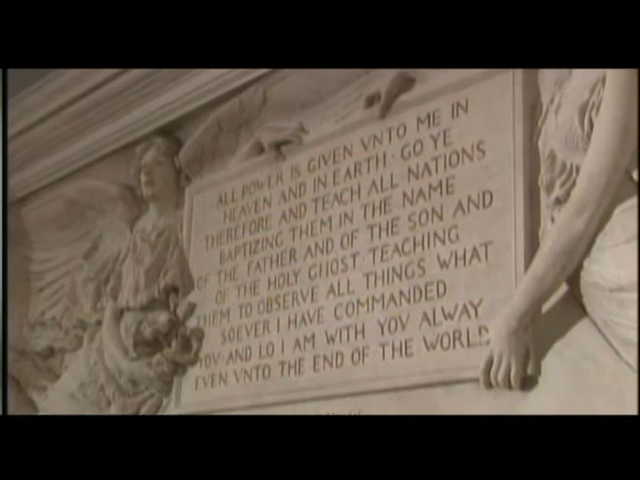 ALL POWER IS GIVEN VNTO ME IN
HEAVEN AND IN EARTH · GO YE
THEREFORE AND TEACH ALL NATIONS
BAPTIZING THEM IN THE NAME
OF THE FATHER AND OF THE SON AND
OF THE HOLY GHOST · TEACHING
THEM TO OBSERVE ALL THINGS WHAT
SOEVER I HAVE COMMANDED
YOV · AND LO I AM WITH YOV ALWAY
EVEN VNTO THE END OF THE WORLD